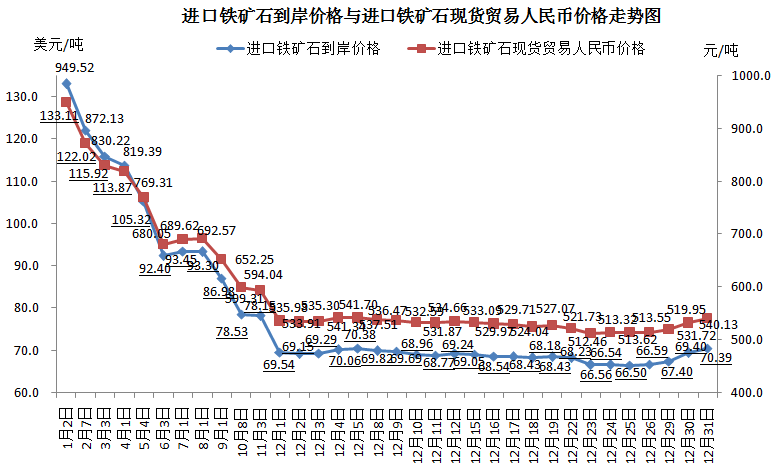 进口铁矿石到岸价格与进口铁矿石现货贸易人民币价格走势图
美元/吨
进口铁矿石到岸价格
进口铁矿石现货贸易人民币价格
元/吨
130.0
120.0
110.0
100.0
90.0
80.0
70.0
60.0
1000.0
900.0
800.0
700.0
600.0
500.0
400.0
949.52
872.13
830.22
819.39
769.31
680.05
689.62
692.57
652.25
599.31
594.04
535.98
533.91
535.30
541.34
541.70
537.51
536.47
532.55
531.87
534.66
533.09
529.97
529.71
524.04
527.07
521.73
512.46
513.32
513.62
513.55
519.95
531.72
540.13
133.11
122.02
115.92
113.87
105.32
92.40
93.45
93.30
86.98
78.53
78.15
69.54
69.15
69.29
70.06
70.38
69.82
69.69
68.96
68.77
69.24
69.05
68.54
68.43
68.18
68.43
68.23
66.56
66.54
66.50
66.59
67.40
69.40
70.39
1月2日
2月7日
3月3日
4月1日
5月4日
6月3日
7月1日
8月1日
9月1日
10月8日
11月3日
12月1日
12月2日
12月3日
12月4日
12月5日
12月8日
12月9日
12月10日
12月11日
12月12日
12月15日
12月16日
12月17日
12月18日
12月19日
12月22日
12月23日
12月24日
12月25日
12月26日
12月29日
12月30日
12月31日